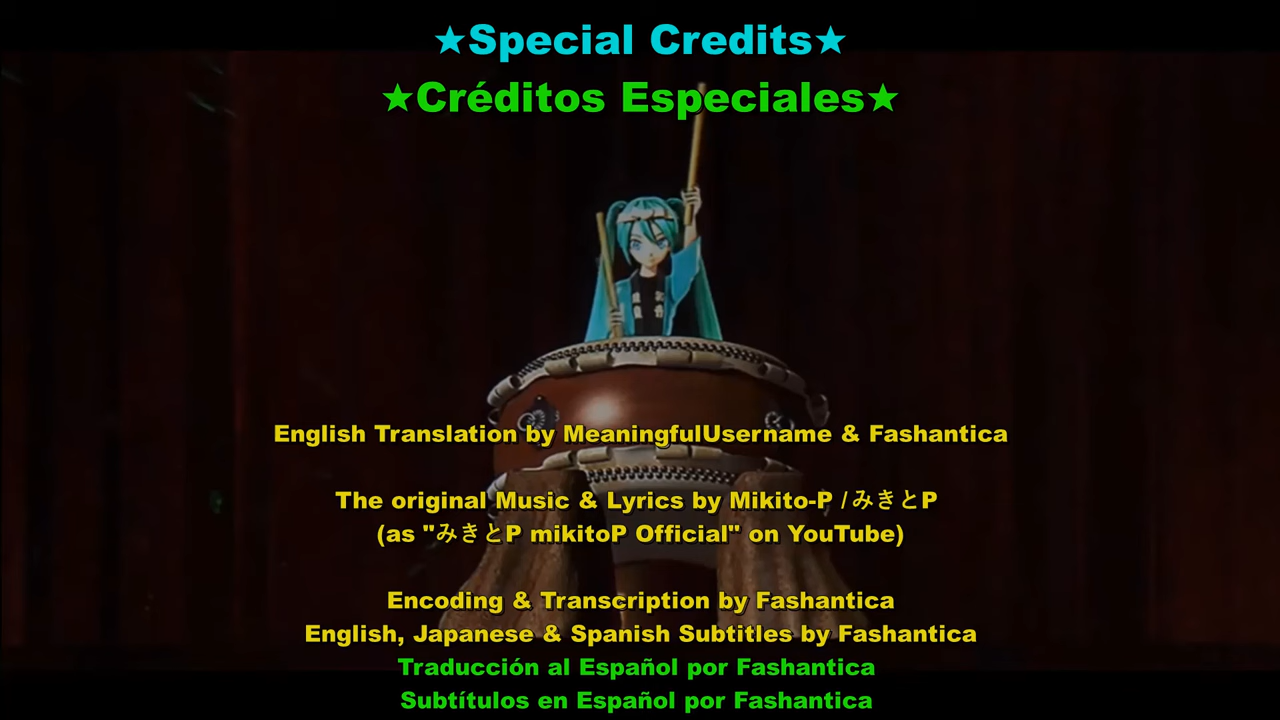 ★Special Credits★
★Créditos Especiales★
English Translation by MeaningfulUsername & Fashantica
The original Music & Lyrics by Mikito-P /みきとP
(as "みきとP mikitoP Official" on YouTube)
Encoding & Transcription by Fashantica
English, Japanese & Spanish Subtitles by Fashantica
Traducción al Español por Fashantica
Subtítulos en Español por Fashantica